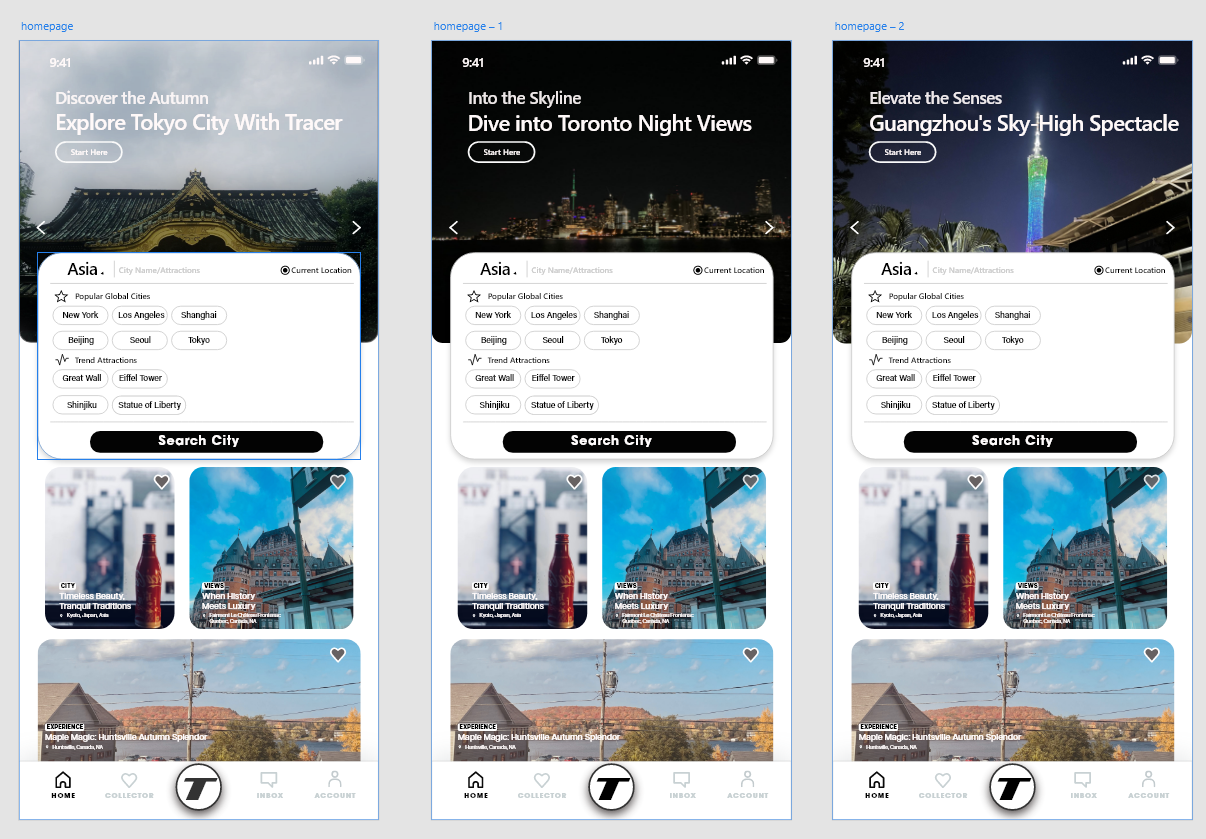 homepage
9:41
Discover the Autumn
Explore Tokyo City With Tracer
Start Here
Asia .
City Name/Attractions
Current Location
Popular Global Cities
New York
Los Angeles
Shanghai
Beijing
Seoul
Tokyo
Trend Attractions
Great Wall
Eiffel Tower
Shinjiku
Statue of Liberty
Search City
CITY
Timeless Beauty,
Tranquil Traditions
Kyoto, Japan, Asia
VIEWS
When History
Meets Luxury
Fairmont Le Château Frontenac
Quebec, Canada, NA
EXPERIENCE
Maple Magic: Huntsville Autumn Splendor
Huntsville, Canada, NA
HOME
COLLECTOR
T
INBOX
ACCOUNT
homepage – 1
9:41
Into the Skyline
Dive into Toronto Night Views
Start Here
Asia .
City Name/Attractions
Current Location
Popular Global Cities
New York
Los Angeles
Shanghai
Beijing
Seoul
Tokyo
Trend Attractions
Great Wall
Eiffel Tower
Shinjiku
Statue of Liberty
Search City
CITY
Timeless Beauty,
Tranquil Traditions
Kyoto, Japan, Asia
VIEWS
When History
Meets Luxury
Fairmont Le Château Frontenac
Quebec, Canada, NA
EXPERIENCE
Maple Magic: Huntsville Autumn Splendor
Huntsville, Canada, NA
HOME
COLLECTOR
T
INBOX
ACCOUNT
homepage – 2
9:41
Elevate the Senses
Guangzhou's Sky-High Spectacle
Start Here
Asia .
City Name/Attractions
Current Location
Popular Global Cities
New York
Los Angeles
Shanghai
Beijing
Seoul
Tokyo
Trend Attractions
Great Wall
Eiffel Tower
Shinjiku
Statue of Liberty
Search City
CITY
Timeless Beauty,
Tranquil Traditions
Kyoto, Japan, Asia
VIEWS
When History
Meets Luxury
Fairmont Le Château Frontenac
Quebec, Canada, NA
EXPERIENCE
Maple Magic: Huntsville Autumn Splendor
Huntsville, Canada, NA
HOME
COLLECTOR
T
INBOX
ACCOUNT